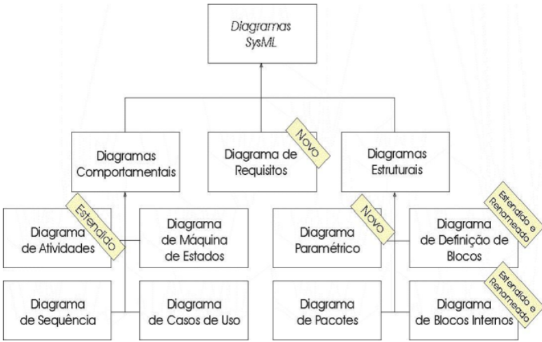 Diagramas
SysML
Diagramas
Comportamentais
Diagrama de
Requisitos
Novo
Diagramas
Estruturais
Diagrama
de Atividades
Estendido
Diagrama
de Máquina
de Estados
Diagrama
Paramétrico
Novo
Diagrama
de Definição de
Blocos
Estendido e
Renomeado
Diagrama
de Sequência
Diagrama
de Casos de Uso
Diagrama
de Pacotes
Diagrama
de Blocos Internos
Estendido e
Renomeado